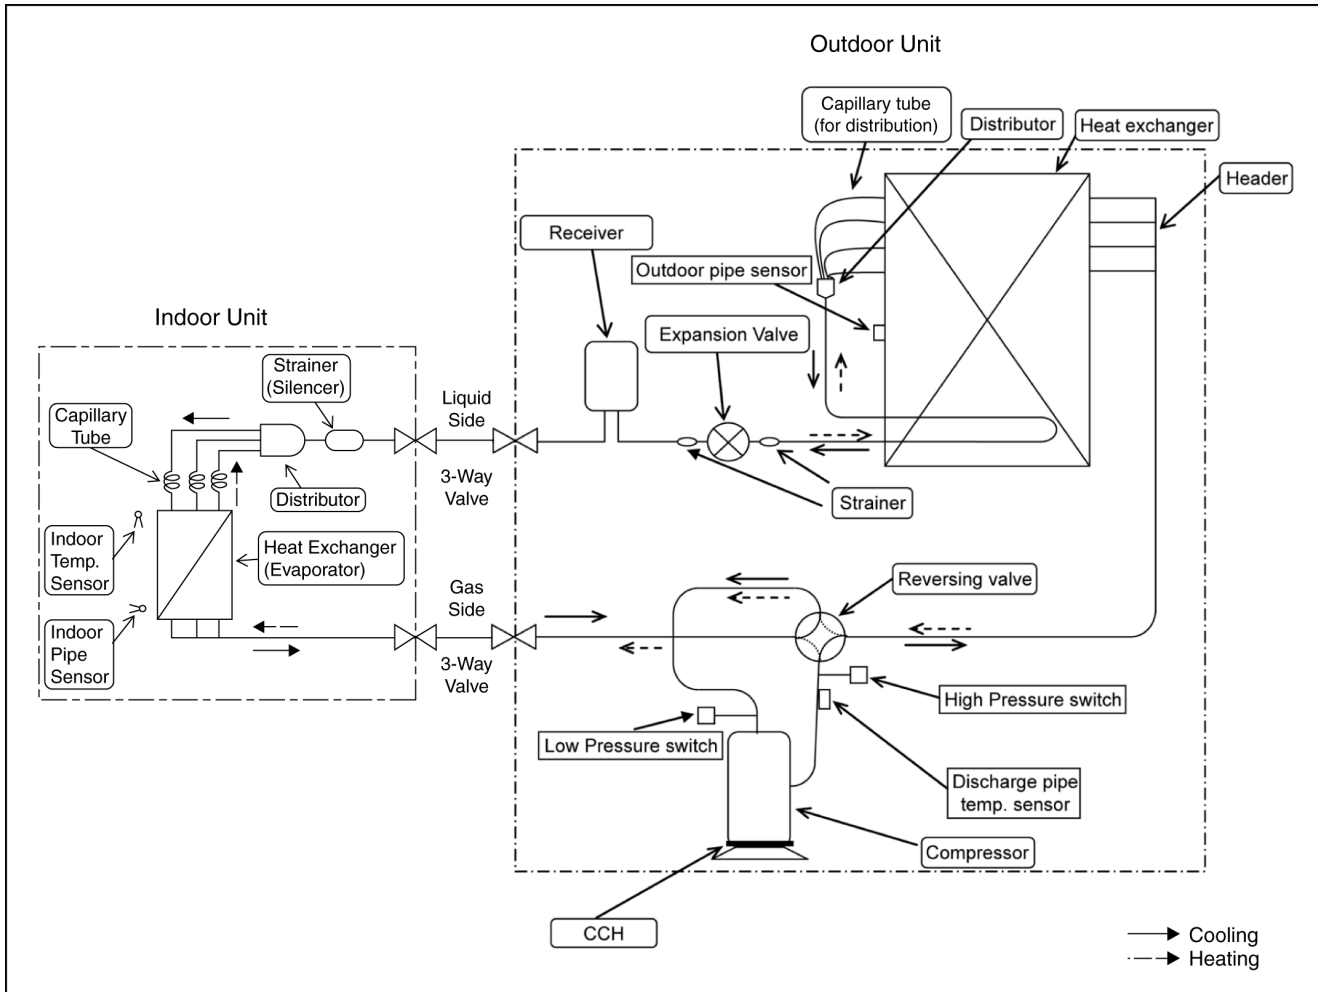 Outdoor Unit
Capillary tube
(for distribution)
Distributor
Heat exchanger
Header
Receiver
Outdoor pipe sensor
Expansion Valve
Indoor Unit
Strainer
(Silencer)
Capillary
Tube
Liquid
Side
3-Way
Valve
Distributor
Strainer
Indoor
Temp.
Sensor
Heat Exchanger
(Evaporator)
Gas
Side
Reversing valve
Indoor
Pipe
Sensor
3-Way
Valve
High Pressure switch
Low Pressure switch
Discharge pipe
temp. sensor
Compressor
CCH
Cooling
Heating